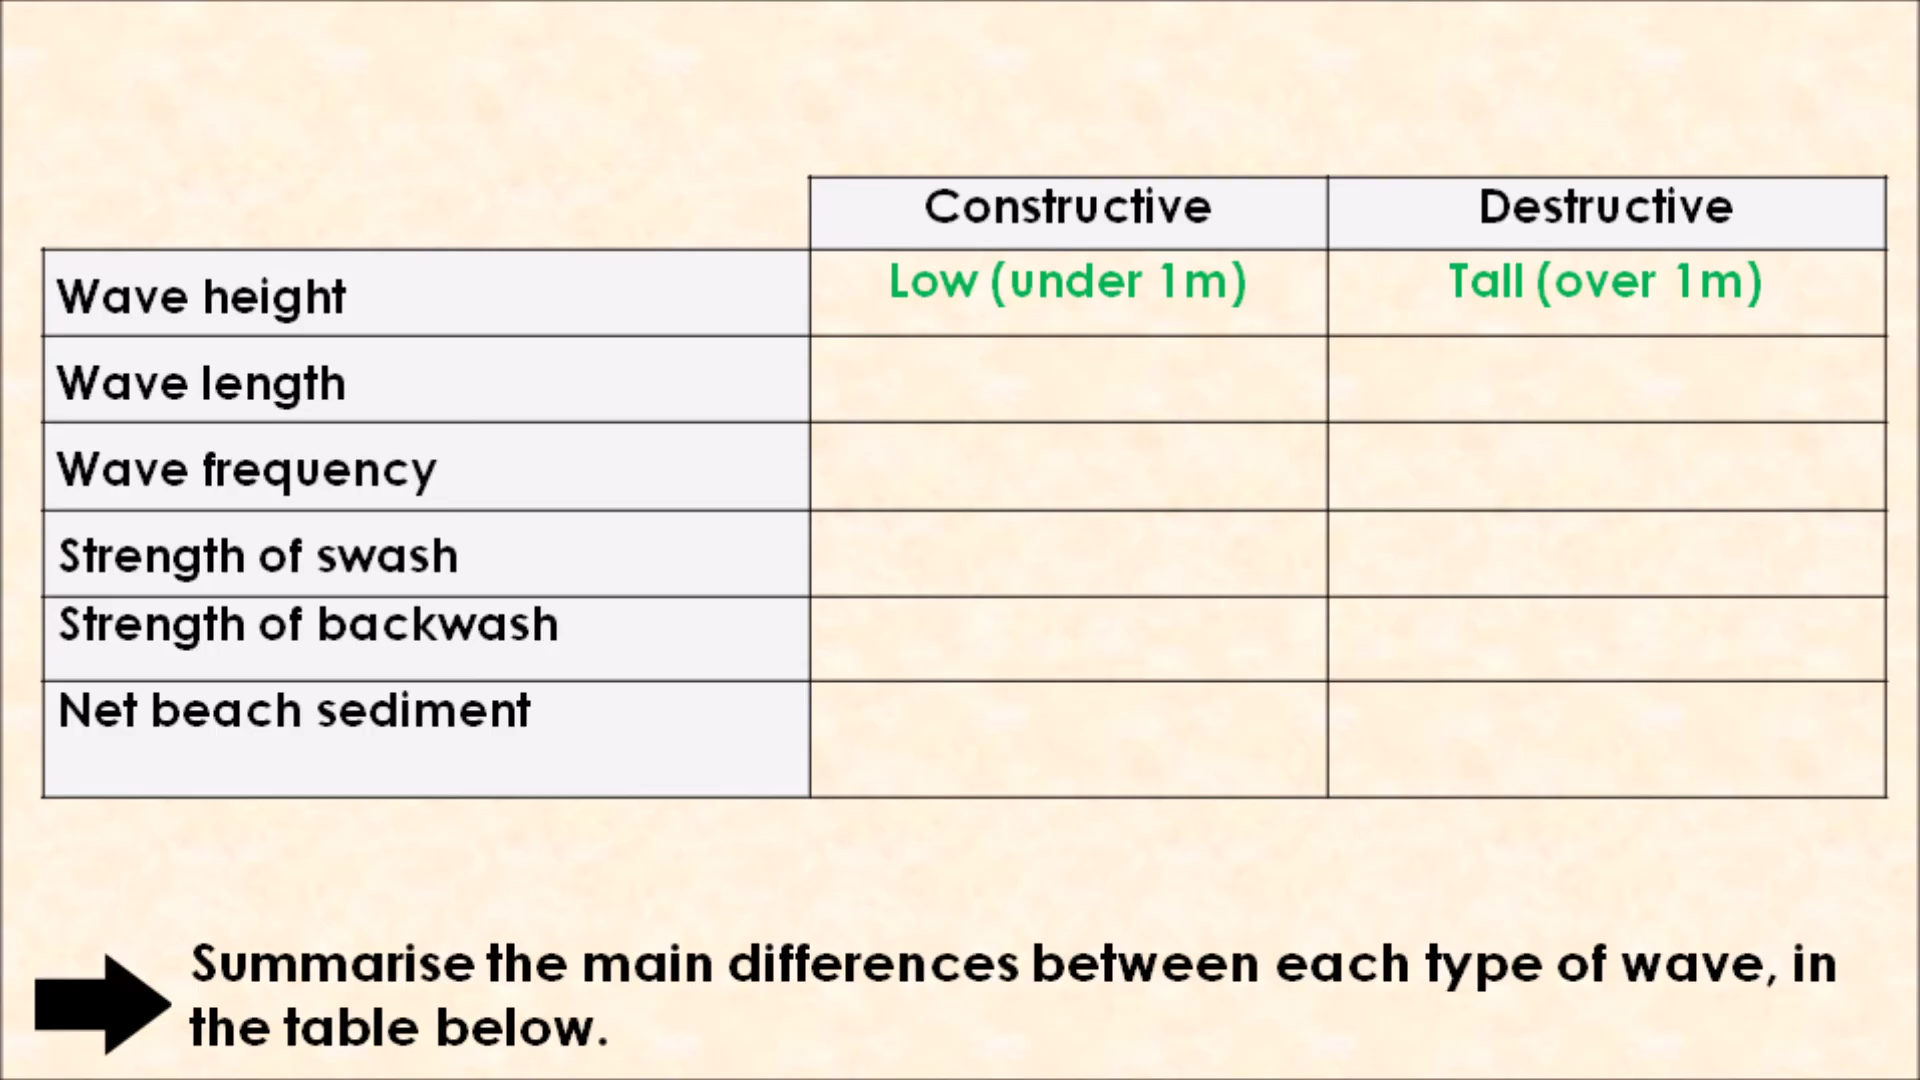 Constructive Destructive
Wave height Low (under 1m) Tall (over 1m)
Wave length
Wave frequency
Strength of swash
Strength of backwash
Net beach sediment
Summarise the main differences between each type of wave, in
the table below.